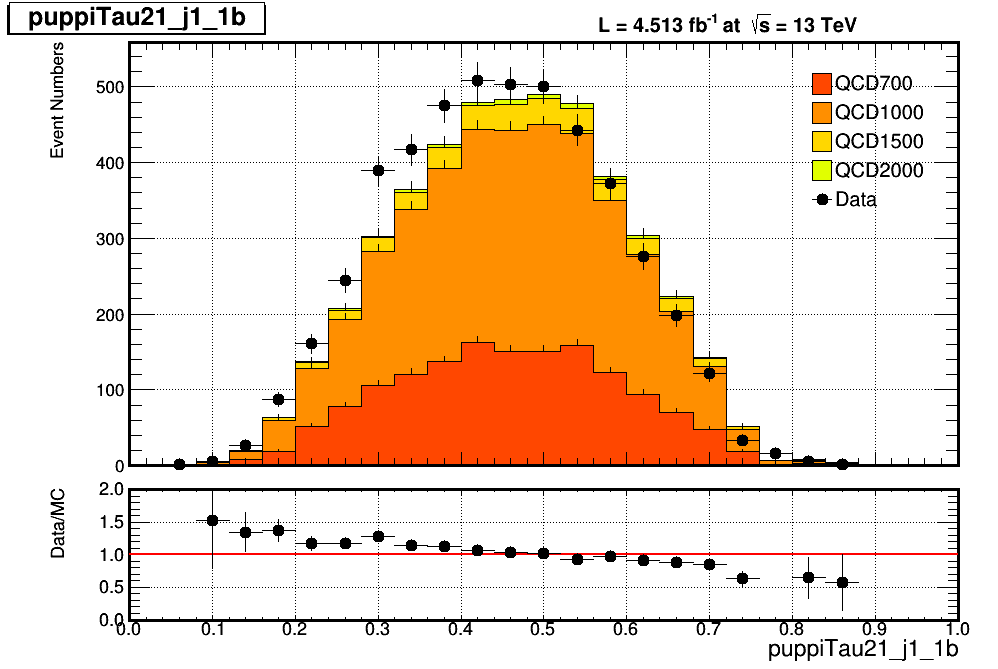 puppiTau21_j1_1b
L = 4.513 fb⁻¹ at √s = 13 TeV
Event Numbers
500
400
300
200
100
0
QCD700
QCD1000
QCD1500
QCD2000
Data
Data/MC
2.0
1.5
1.0
0.5
0.0
0.0 0.1 0.2 0.3 0.4 0.5 0.6 0.7 0.8 0.9 1.0
puppiTau21_j1_1b